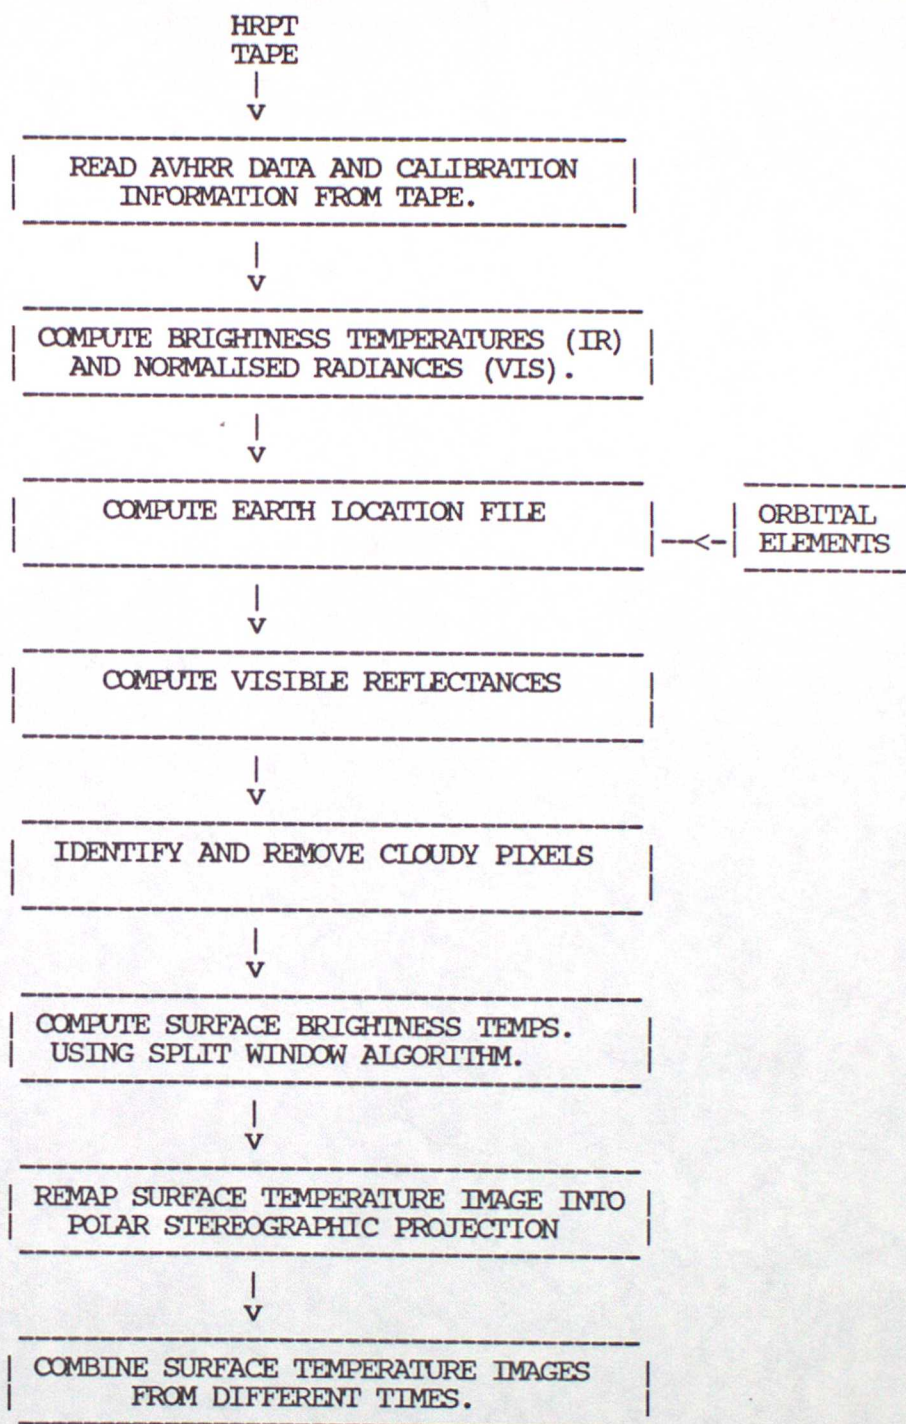 HRPT
TAPE
READ AVHRR DATA AND CALIBRATION
INFORMATION FROM TAPE.
COMPUTE BRIGHTNESS TEMPERATURES (IR)
AND NORMALISED RADIANCES (VIS).
COMPUTE EARTH LOCATION FILE
ORBITAL
ELEMENTS
COMPUTE VISIBLE REFLECTANCES
IDENTIFY AND REMOVE CLOUDY PIXELS
COMPUTE SURFACE BRIGHTNESS TEMPS.
USING SPLIT WINDOW ALGORITHM.
REMAP SURFACE TEMPERATURE IMAGE INTO
POLAR STEREOGRAPHIC PROJECTION
COMBINE SURFACE TEMPERATURE IMAGES
FROM DIFFERENT TIMES.